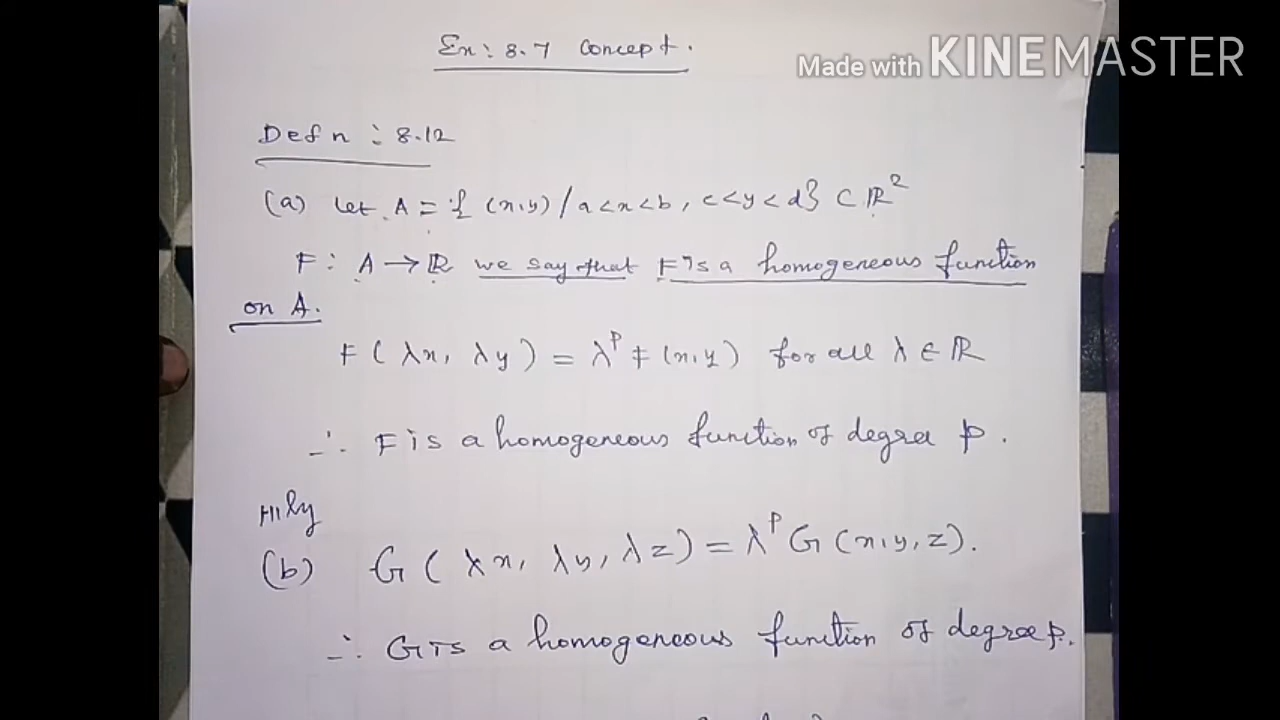 Ex: 8.7 Concept.
Made with KINEMASTER
Defn : 8.12
(a) Let A = { (x,y) / a < x < b, c < y < d} ⊂ ℝ²
F : A → ℝ we say that F is a homogeneous function
on A.
F ( λx, λy ) = λᵖ F (x,y) for all λ ∈ ℝ
∴ F is a homogeneous function of degree p.
lllly
(b) G ( λx, λy, λz ) = λᵖ G (x,y,z).
∴ G is a homogeneous function of degree p.